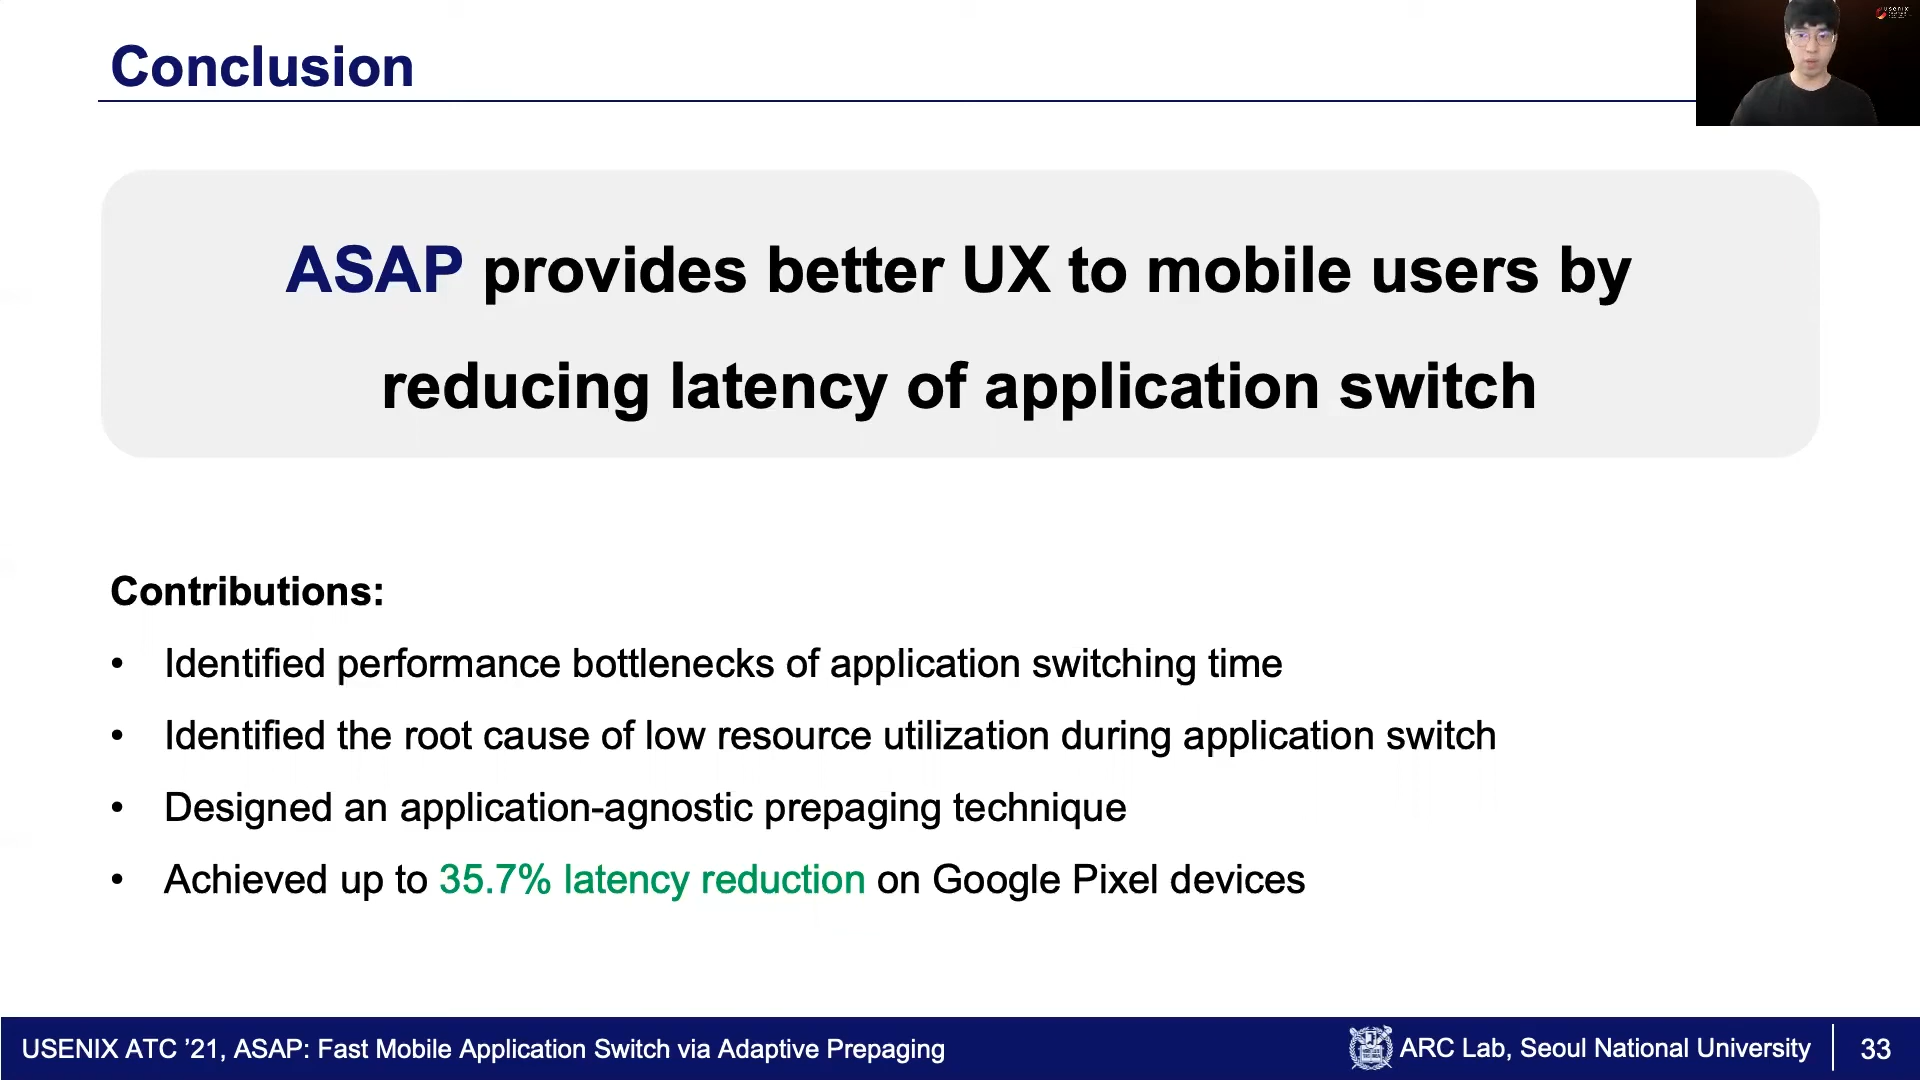 Conclusion
usenix
ASAP provides better UX to mobile users by
reducing latency of application switch
Contributions:
• Identified performance bottlenecks of application switching time
• Identified the root cause of low resource utilization during application switch
• Designed an application-agnostic prepaging technique
• Achieved up to 35.7% latency reduction on Google Pixel devices
USENIX ATC ’21, ASAP: Fast Mobile Application Switch via Adaptive Prepaging
ARC Lab, Seoul National University
33